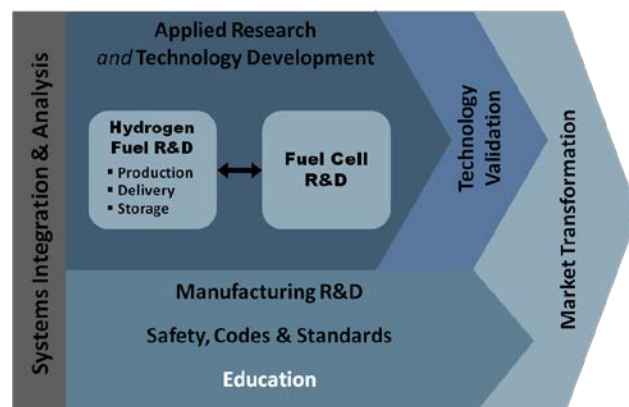 Systems Integration & Analysis
Applied Research
and Technology Development
Hydrogen
Fuel R&D
▪ Production
▪ Delivery
▪ Storage
Fuel Cell
R&D
Technology
Validation
Market Transformation
Manufacturing R&D
Safety, Codes & Standards
Education